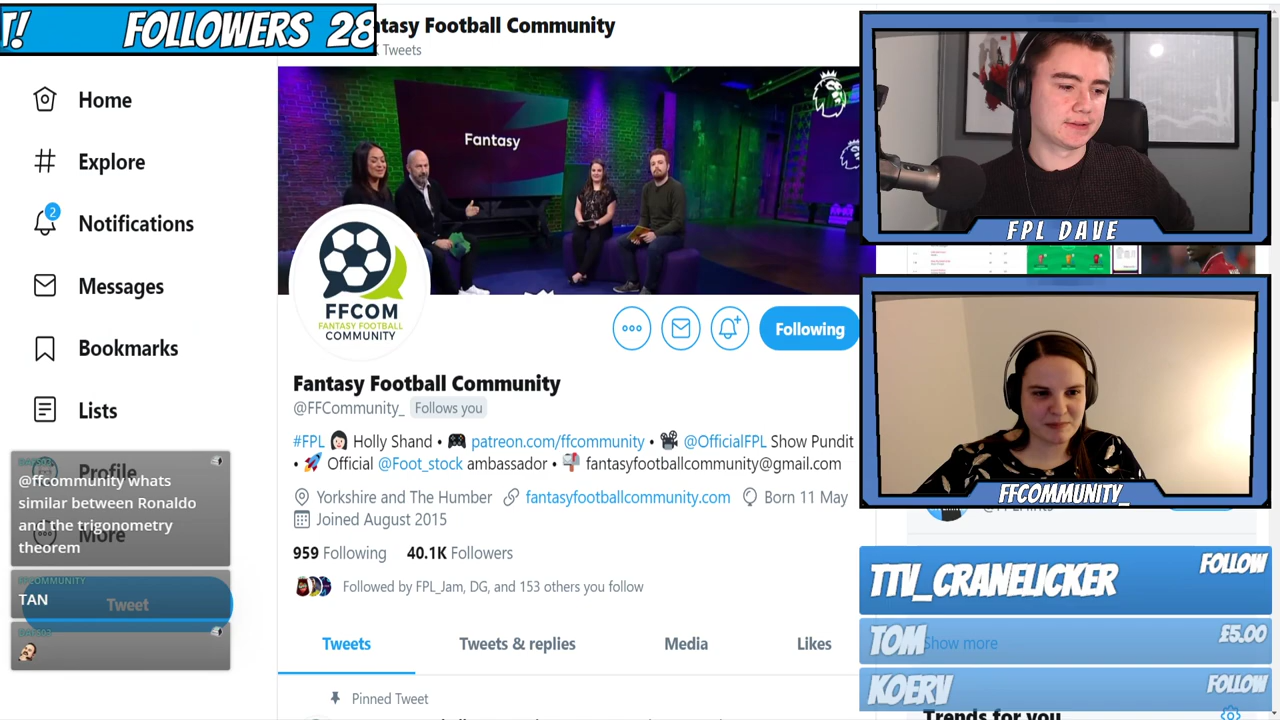 T!
FOLLOWERS 28
ntasy Football Community
Tweets
Home
Explore
2
Notifications
Messages
Bookmarks
Lists
Profile
More
Tweet
@ffcommunity whats
similar between Ronaldo
and the trigonometry
theorem
FFCOMMUNITY
TAN
Fantasy
FFCOM
FANTASY FOOTBALL
COMMUNITY
Following
Fantasy Football Community
@FFCommunity_ Follows you
#FPL Holly Shand • patreon.com/ffcommunity • @OfficialFPL Show Pundit
• Official @Foot_stock ambassador • fantasyfootballcommunity@gmail.com
Yorkshire and The Humber fantasyfootballcommunity.com Born 11 May
Joined August 2015
959 Following 40.1K Followers
Followed by FPL_Jam, DG, and 153 others you follow
Tweets Tweets & replies Media Likes
Pinned Tweet
FPL DAVE
FFCOMMUNITY_
TTV_CRANELICKER FOLLOW
TOM £5.00
Show more
KOERV FOLLOW
Trends for you